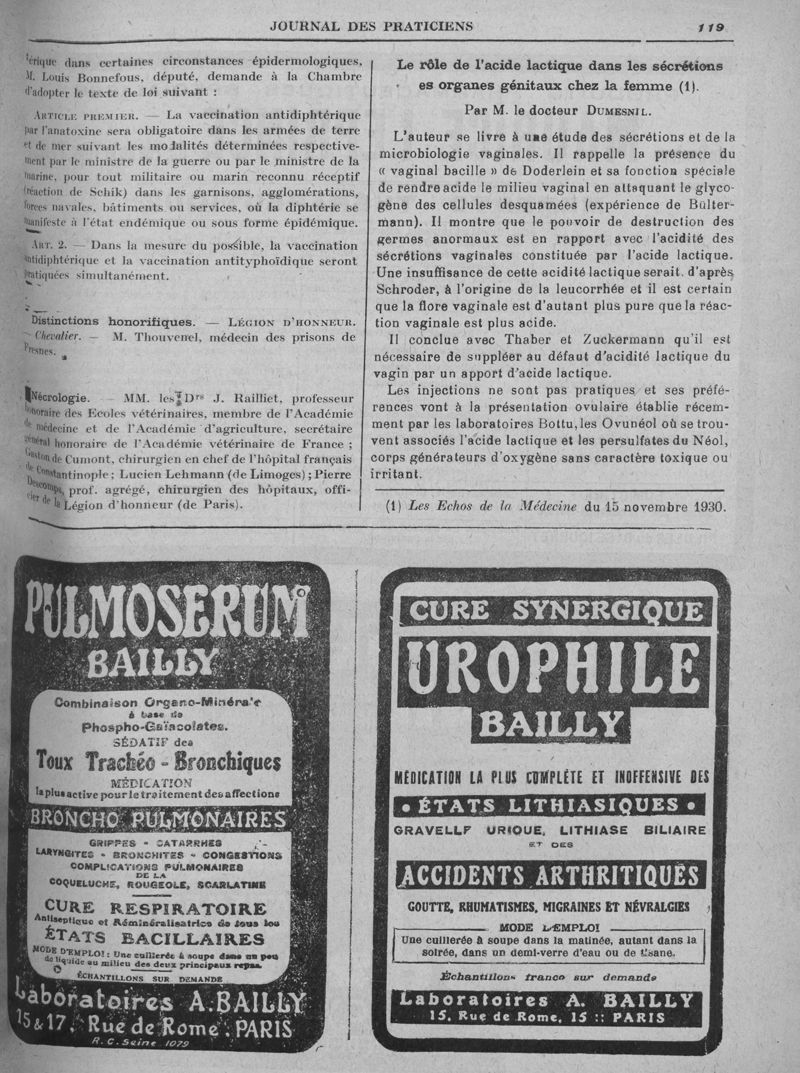 JOURNAL DES PRATICIENS
119
térique dans certaines circonstances épidermologiques,
M. Louis Bonnefous, député, demande à la Chambre
d'adopter le texte de loi suivant :
ARTICLE PREMIER. — La vaccination antidiphtérique
par l'anatoxine sera obligatoire dans les armées de terre
et de mer suivant les modalités déterminées respective-
ment par le ministre de la guerre ou par le ministre de la
marine, pour tout militaire ou marin reconnu réceptif
(réaction de Schik) dans les garnisons, agglomérations,
forces navales, bâtiments ou services, où la diphtérie se
manifeste à l'état endémique ou sous forme épidémique.
ART. 2. — Dans la mesure du possible, la vaccination
antidiphtérique et la vaccination antityphoïdique seront
pratiquées simultanément.
Distinctions honorifiques. — LÉGION D'HONNEUR.
— Chevalier. — M. Thouvenel, médecin des prisons de
Fresnes.
Nécrologie. — MM. les Drs J. Railliet, professeur
honoraire des Ecoles vétérinaires, membre de l'Académie
de médecine et de l'Académie d'agriculture, secrétaire
général honoraire de l'Académie vétérinaire de France ;
Gaston de Cumont, chirurgien en chef de l'hôpital français
de Constantinople ; Lucien Lehmann (de Limoges) ; Pierre
Descomps, prof. agrégé, chirurgien des hôpitaux, offi-
cier de la Légion d'honneur (de Paris).
Le rôle de l'acide lactique dans les sécrétions
es organes génitaux chez la femme (1).
Par M. le docteur DUMESNIL.
L'auteur se livre à une étude des sécrétions et de la
microbiologie vaginales. Il rappelle la présence du
« vaginal bacille » de Doderlein et sa fonction spéciale
de rendre acide le milieu vaginal en attaquant le glyco-
gène des cellules desquamées (expérience de Bülter-
mann). Il montre que le pouvoir de destruction des
germes anormaux est en rapport avec l'acidité des
sécrétions vaginales constituée par l'acide lactique.
Une insuffisance de cette acidité lactique serait. d'après
Schroder, à l'origine de la leucorrhée et il est certain
que la flore vaginale est d'autant plus pure que la réac-
tion vaginale est plus acide.
Il conclue avec Thaber et Zuckermann qu'il est
nécessaire de suppléer au défaut d'acidité lactique du
vagin par un apport d'acide lactique.
Les injections ne sont pas pratiques et ses préfé-
rences vont à la présentation ovulaire établie récem-
ment par les laboratoires Bottu, les Ovunéol où se trou-
vent associés l'acide lactique et les persulfates du Néol,
corps générateurs d'oxygène sans caractère toxique ou
irritant.
(1) Les Echos de la Médecine du 15 novembre 1930.
PULMOSERUM
BAILLY
Combinaison Organo-Minérale
à base de
Phospho-Gaïacolates.
SÉDATIF des
Toux Trachéo-Bronchiques
MÉDICATION
la plus active pour le traitement des affections
BRONCHO PULMONAIRES
GRIPPES - CATARRHES
LARYNGITES - BRONCHITES - CONGESTIONS
COMPLICATIONS PULMONAIRES
DE LA
COQUELUCHE, ROUGEOLE, SCARLATINE
CURE RESPIRATOIRE
Antiseptique et Réminéralisatrice de tous les
ÉTATS BACILLAIRES
MODE D'EMPLOI : Une cuillerée à soupe dans un peu
de liquide au milieu des deux principaux repas.
ÉCHANTILLONS SUR DEMANDE
Laboratoires A. BAILLY
15 & 17, Rue de Rome, PARIS
R. C. Seine 1079
CURE SYNERGIQUE
UROPHILE
BAILLY
MÉDICATION LA PLUS COMPLÈTE ET INOFFENSIVE DES
• ÉTATS LITHIASIQUES •
GRAVELLE URIQUE, LITHIASE BILIAIRE
ET DES
ACCIDENTS ARTHRITIQUES
GOUTTE, RHUMATISMES, MIGRAINES ET NÉVRALGIES
MODE D'EMPLOI
Une cuillerée à soupe dans la matinée, autant dans la
soirée, dans un demi-verre d'eau ou de tisane.
Échantillons franco sur demande
Laboratoires A. BAILLY
15, Rue de Rome, 15 :: PARIS